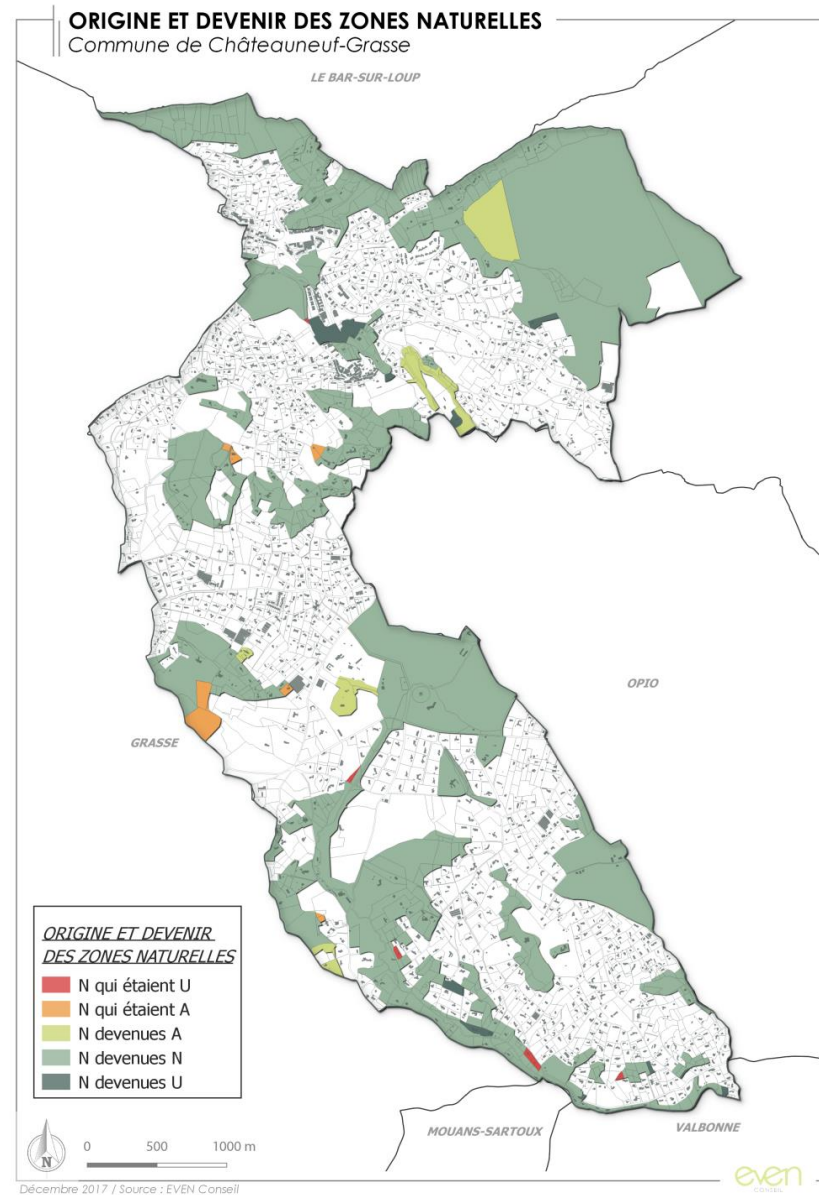 ORIGINE ET DEVENIR DES ZONES NATURELLES
Commune de Châteauneuf-Grasse
LE BAR-SUR-LOUP
OPIO
GRASSE
ORIGINE ET DEVENIR
DES ZONES NATURELLES
N qui étaient U
N qui étaient A
N devenues A
N devenues N
N devenues U
MOUANS-SARTOUX
VALBONNE
N
0 500 1000 m
Décembre 2017 / Source : EVEN Conseil
even
CONSEIL